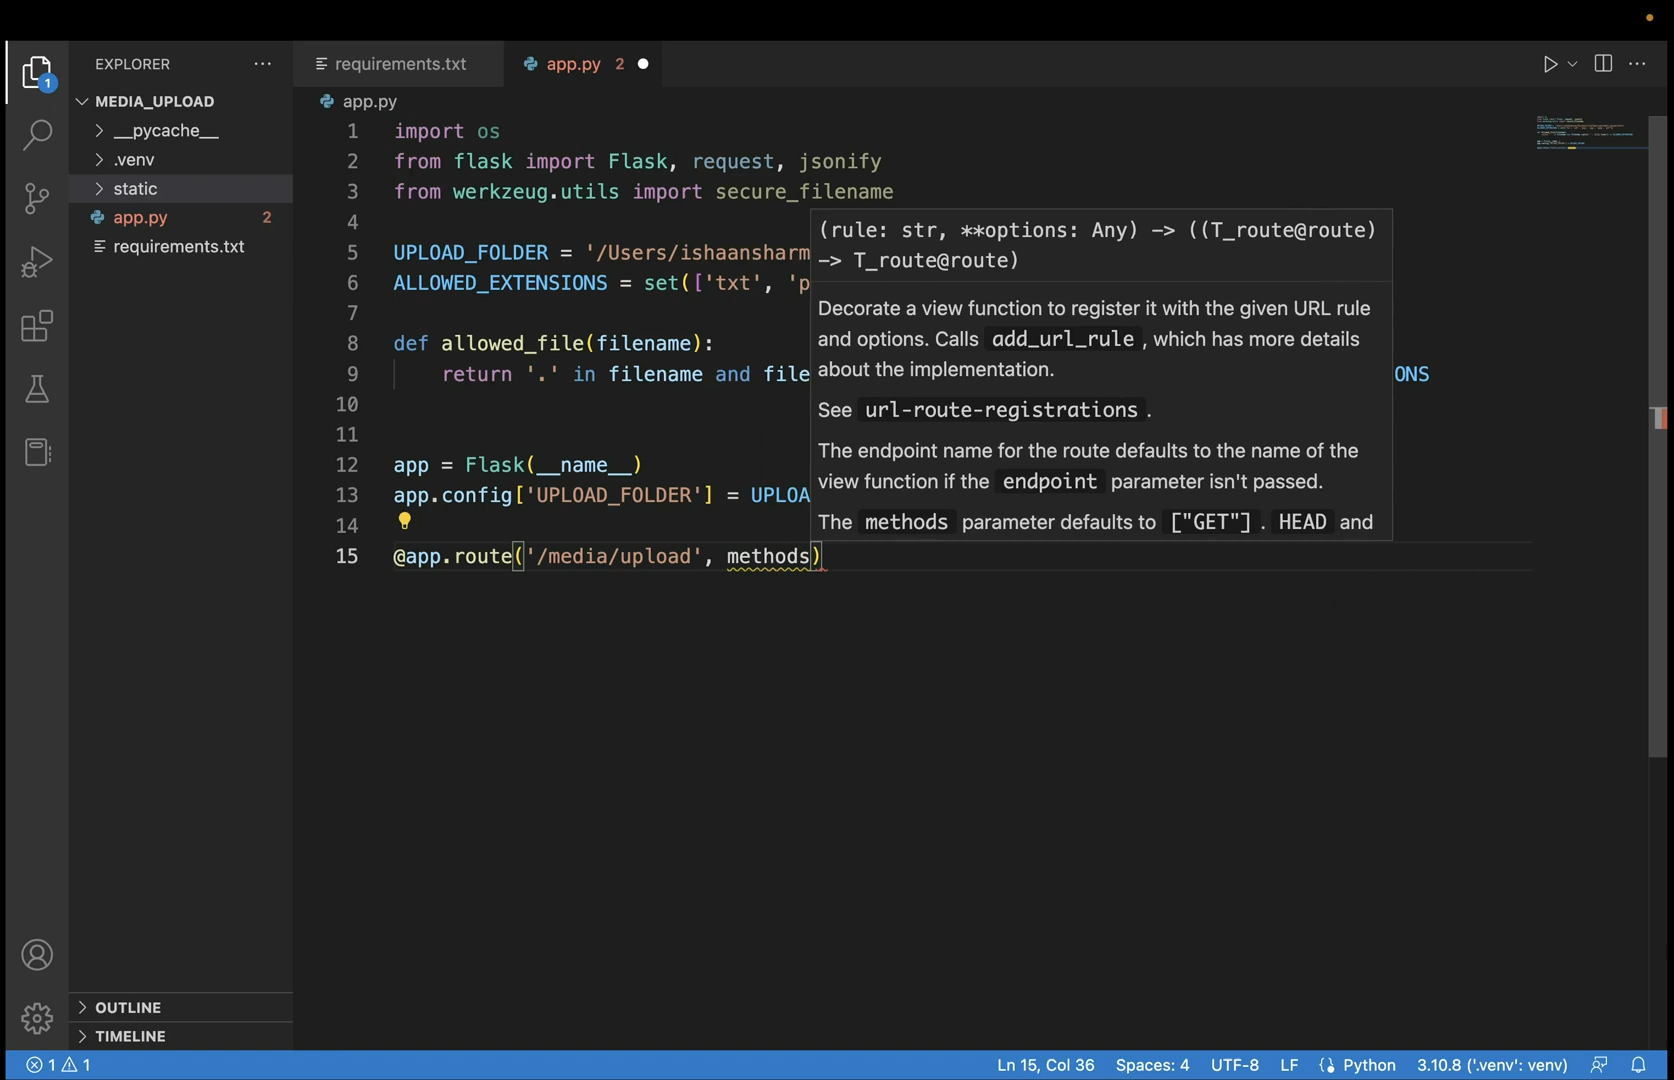 EXPLORER
requirements.txt
app.py 2
1
MEDIA_UPLOAD
__pycache__
.venv
static
app.py 2
requirements.txt
app.py
1 import os
2 from flask import Flask, request, jsonify
3 from werkzeug.utils import secure_filename
4
5 UPLOAD_FOLDER = '/Users/ishaansharm
6 ALLOWED_EXTENSIONS = set(['txt', 'p
7
8 def allowed_file(filename):
9 return '.' in filename and file ONS
10
11
12 app = Flask(__name__)
13 app.config['UPLOAD_FOLDER'] = UPLOA
14
15 @app.route('/media/upload', methods)
(rule: str, **options: Any) -> ((T_route@route)
-> T_route@route)
Decorate a view function to register it with the given URL rule
and options. Calls add_url_rule , which has more details
about the implementation.
See url-route-registrations .
The endpoint name for the route defaults to the name of the
view function if the endpoint parameter isn't passed.
The methods parameter defaults to ["GET"] . HEAD and
OUTLINE
TIMELINE
1 1
Ln 15, Col 36 Spaces: 4 UTF-8 LF Python 3.10.8 ('.venv': venv)